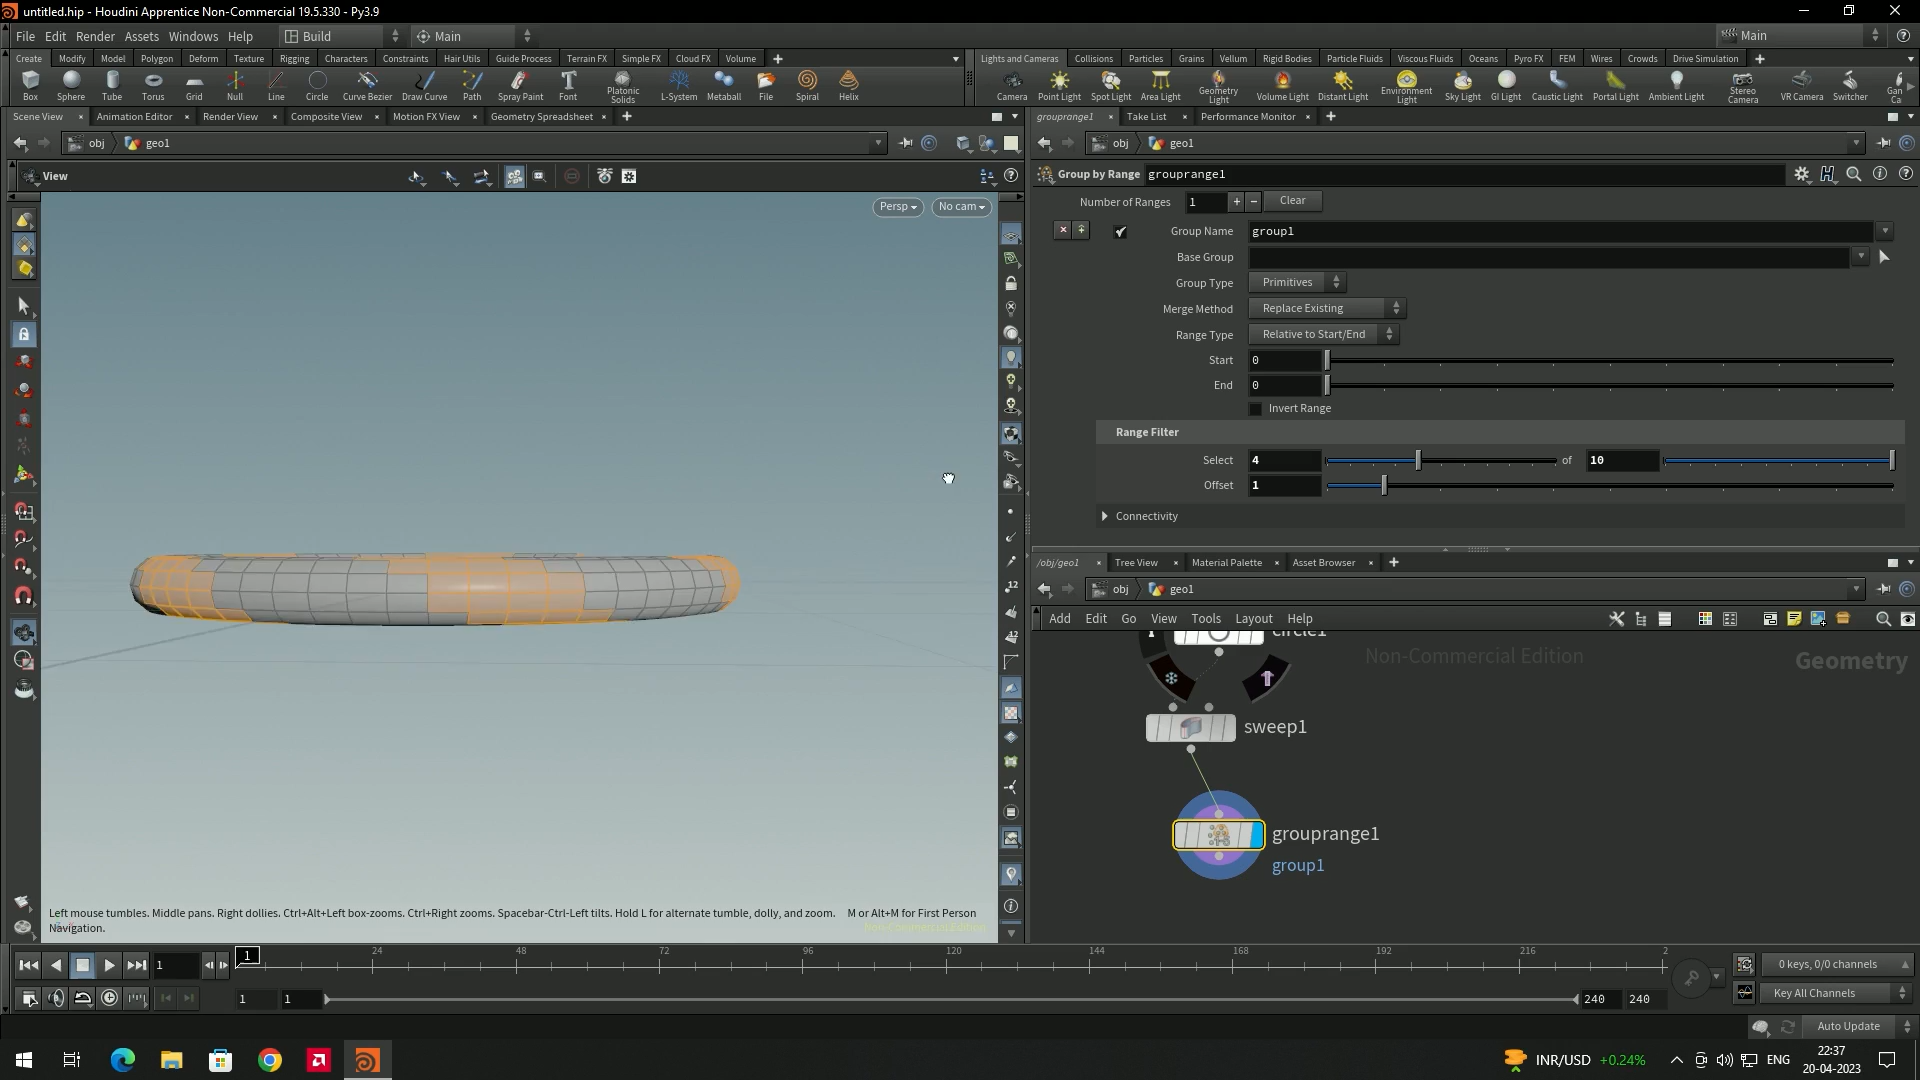 untitled.hip - Houdini Apprentice Non-Commercial 19.5.330 - Py3.9
File Edit Render Assets Windows Help Build Main Main
Create Modify Model Polygon Deform Texture Rigging Characters Constraints Hair Utils Guide Process Terrain FX Simple FX Cloud FX Volume
Lights and Cameras Collisions Particles Grains Vellum Rigid Bodies Particle Fluids Viscous Fluids Oceans Pyro FX FEM Wires Crowds Drive Simulation
Box Sphere Tube Torus Grid Null Line Circle Curve Bezier Draw Curve Path Spray Paint Font Platonic Solids L-System Metaball File Spiral Helix
Camera Point Light Spot Light Area Light Geometry Light Volume Light Distant Light Environment Light Sky Light GI Light Caustic Light Portal Light Ambient Light Stereo Camera VR Camera Switcher Gan Ca
Scene View Animation Editor Render View Composite View Motion FX View Geometry Spreadsheet
grouprange1 Take List Performance Monitor
obj geo1
obj geo1
View
Group by Range grouprange1
Persp No cam
Number of Ranges 1 + − Clear
Group Name group1
Base Group
Group Type Primitives
Merge Method Replace Existing
Range Type Relative to Start/End
Start 0
End 0
Invert Range
Range Filter
Select 4 of 10
Offset 1
Connectivity
/obj/geo1 Tree View Material Palette Asset Browser
obj geo1
Add Edit Go View Tools Layout Help
circle1
Non-Commercial Edition
Geometry
sweep1
grouprange1
group1
12
12
Left mouse tumbles. Middle pans. Right dollies. Ctrl+Alt+Left box-zooms. Ctrl+Right zooms. Spacebar-Ctrl-Left tilts. Hold L for alternate tumble, dolly, and zoom. M or Alt+M for First Person
Navigation.
Non-Commercial Edition
1 1 24 48 72 96 120 144 168 192 216 2
0 keys, 0/0 channels
1 1 240 240
Key All Channels
Auto Update
INR/USD +0.24% ENG
22:37
20-04-2023